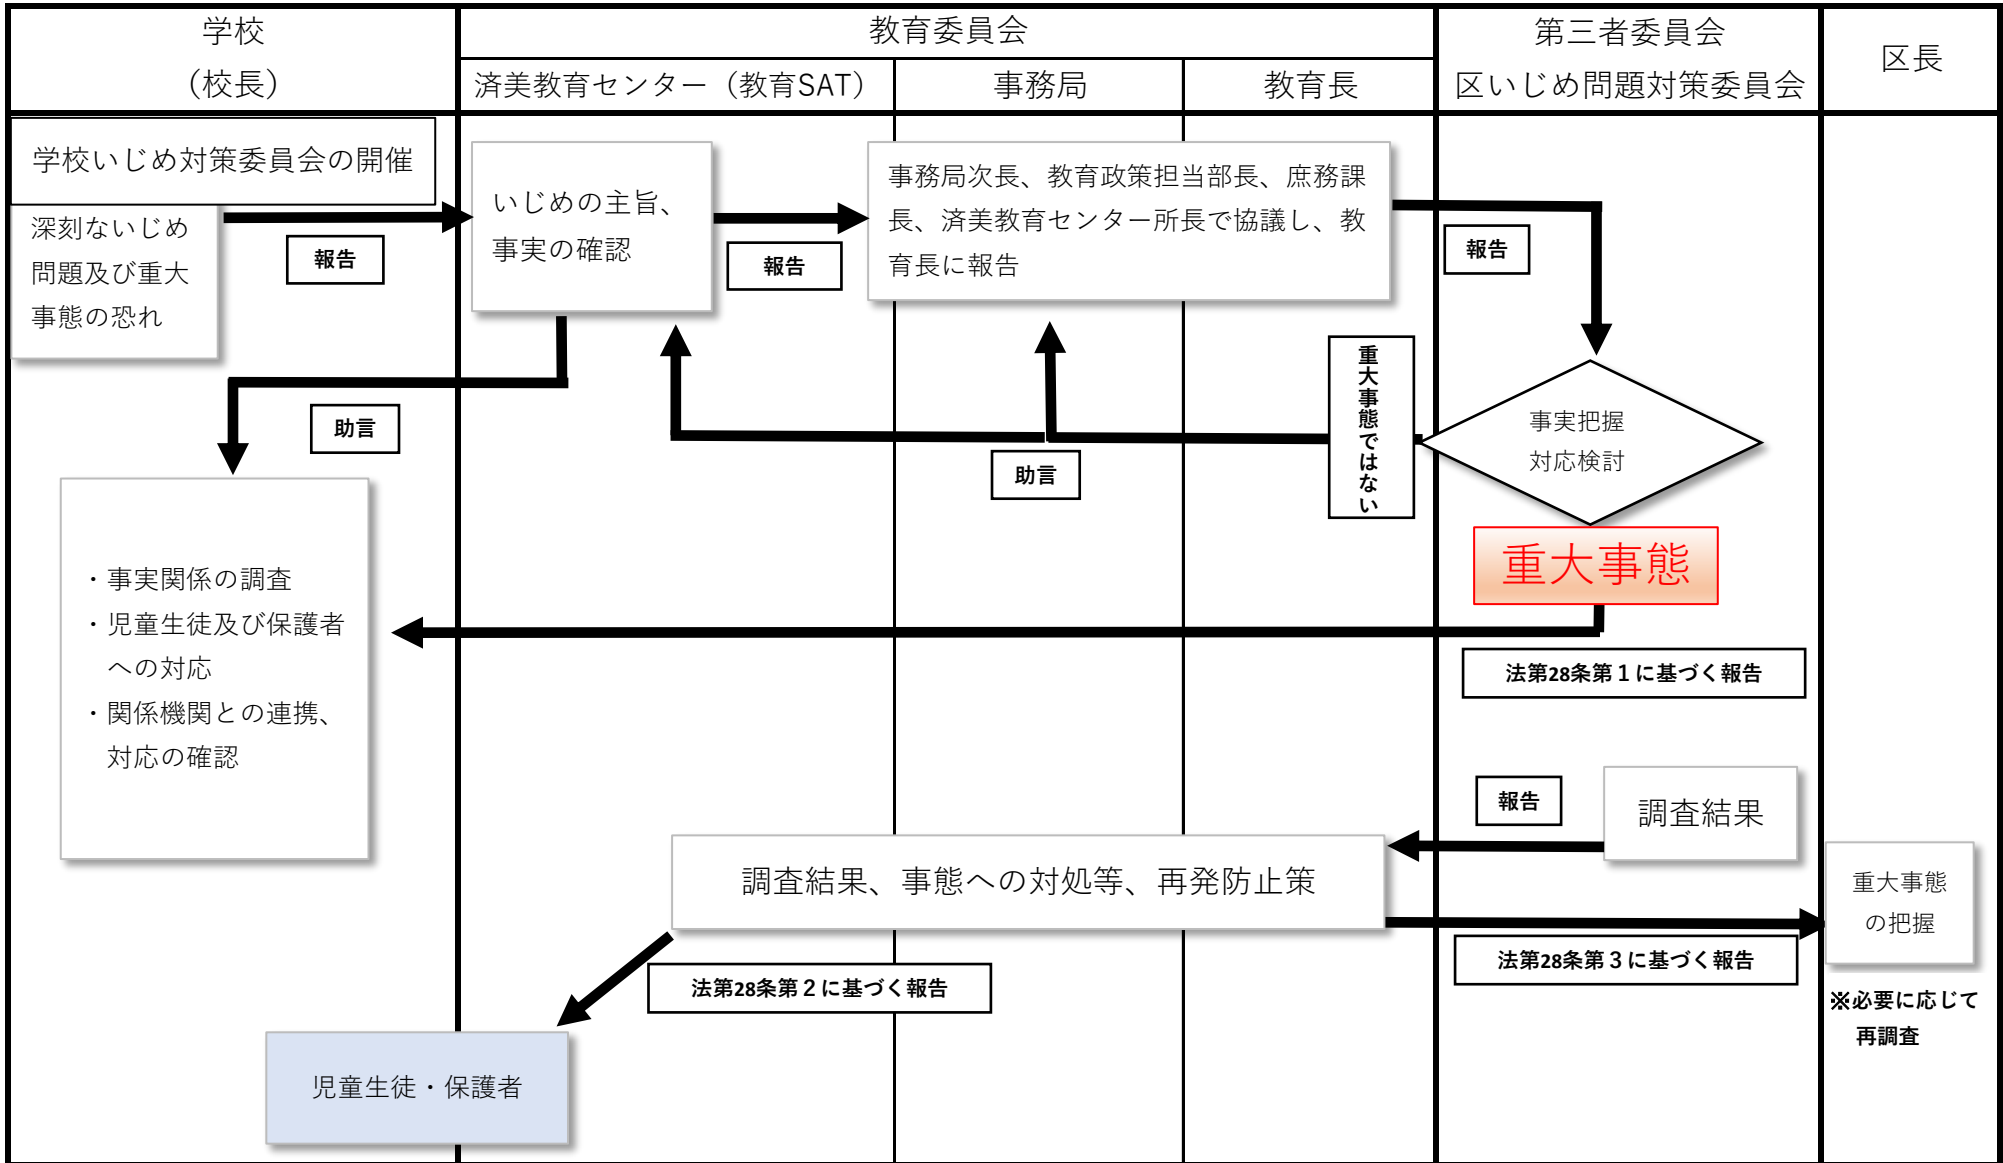 学校
（校長）
教育委員会
済美教育センター（教育SAT）
事務局
教育長
第三者委員会
区いじめ問題対策委員会
区長
学校いじめ対策委員会の開催
深刻ないじめ
問題及び重大
事態の恐れ
報告
いじめの主旨、
事実の確認
報告
事務局次長、教育政策担当部長、庶務課
長、済美教育センター所長で協議し、教
育長に報告
報告
助言
助言
重大事態ではない
事実把握
対応検討
重大事態
・事実関係の調査
・児童生徒及び保護者
への対応
・関係機関との連携、
対応の確認
法第28条第１に基づく報告
報告
調査結果
調査結果、事態への対処等、再発防止策
重大事態
の把握
法第28条第２に基づく報告
法第28条第３に基づく報告
※必要に応じて
再調査
児童生徒・保護者